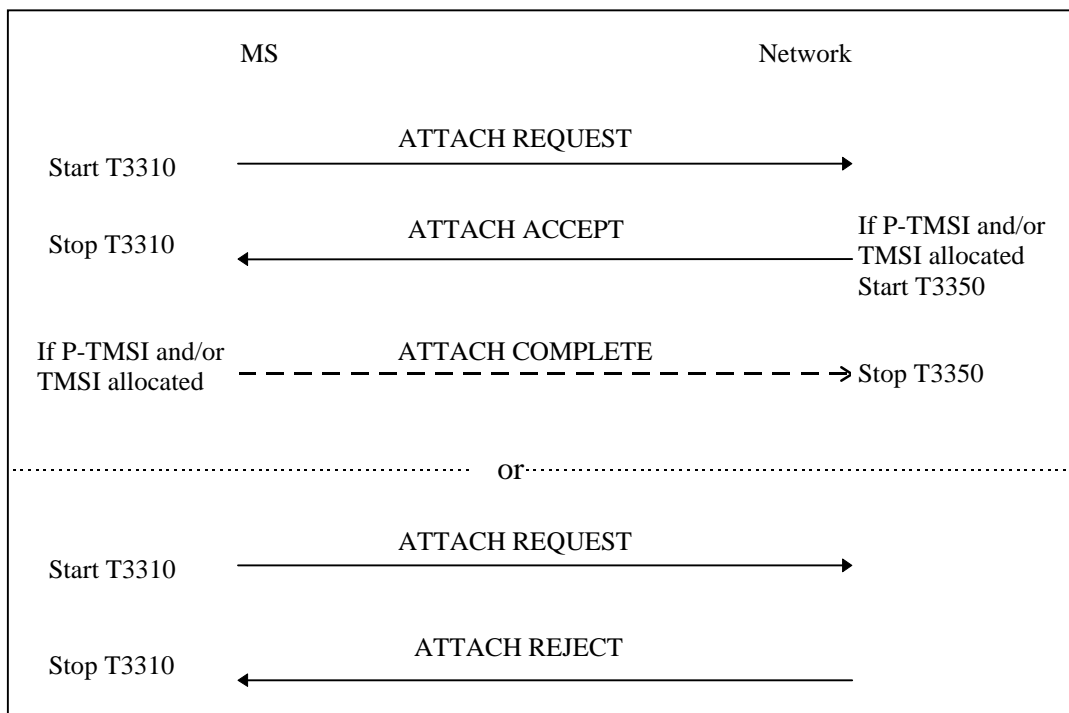 MS Network
ATTACH REQUEST
Start T3310
ATTACH ACCEPT
Stop T3310
If P-TMSI and/or
TMSI allocated
Start T3350
If P-TMSI and/or
TMSI allocated
ATTACH COMPLETE
Stop T3350
or
ATTACH REQUEST
Start T3310
ATTACH REJECT
Stop T3310